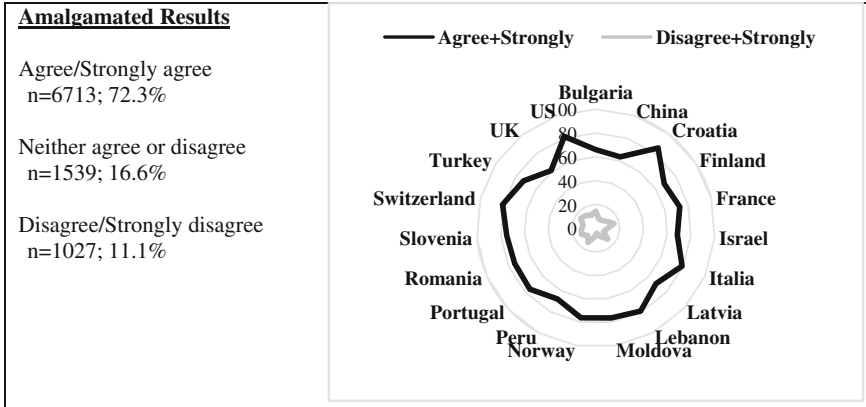 Amalgamated Results
Agree/Strongly agree
n=6713; 72.3%
Neither agree or disagree
n=1539; 16.6%
Disagree/Strongly disagree
n=1027; 11.1%
Agree+Strongly
Disagree+Strongly
Bulgaria
China
Croatia
Finland
France
Israel
Italia
Latvia
Lebanon
Moldova
Norway
Peru
Portugal
Romania
Slovenia
Switzerland
Turkey
UK
US
100
80
60
40
20
0